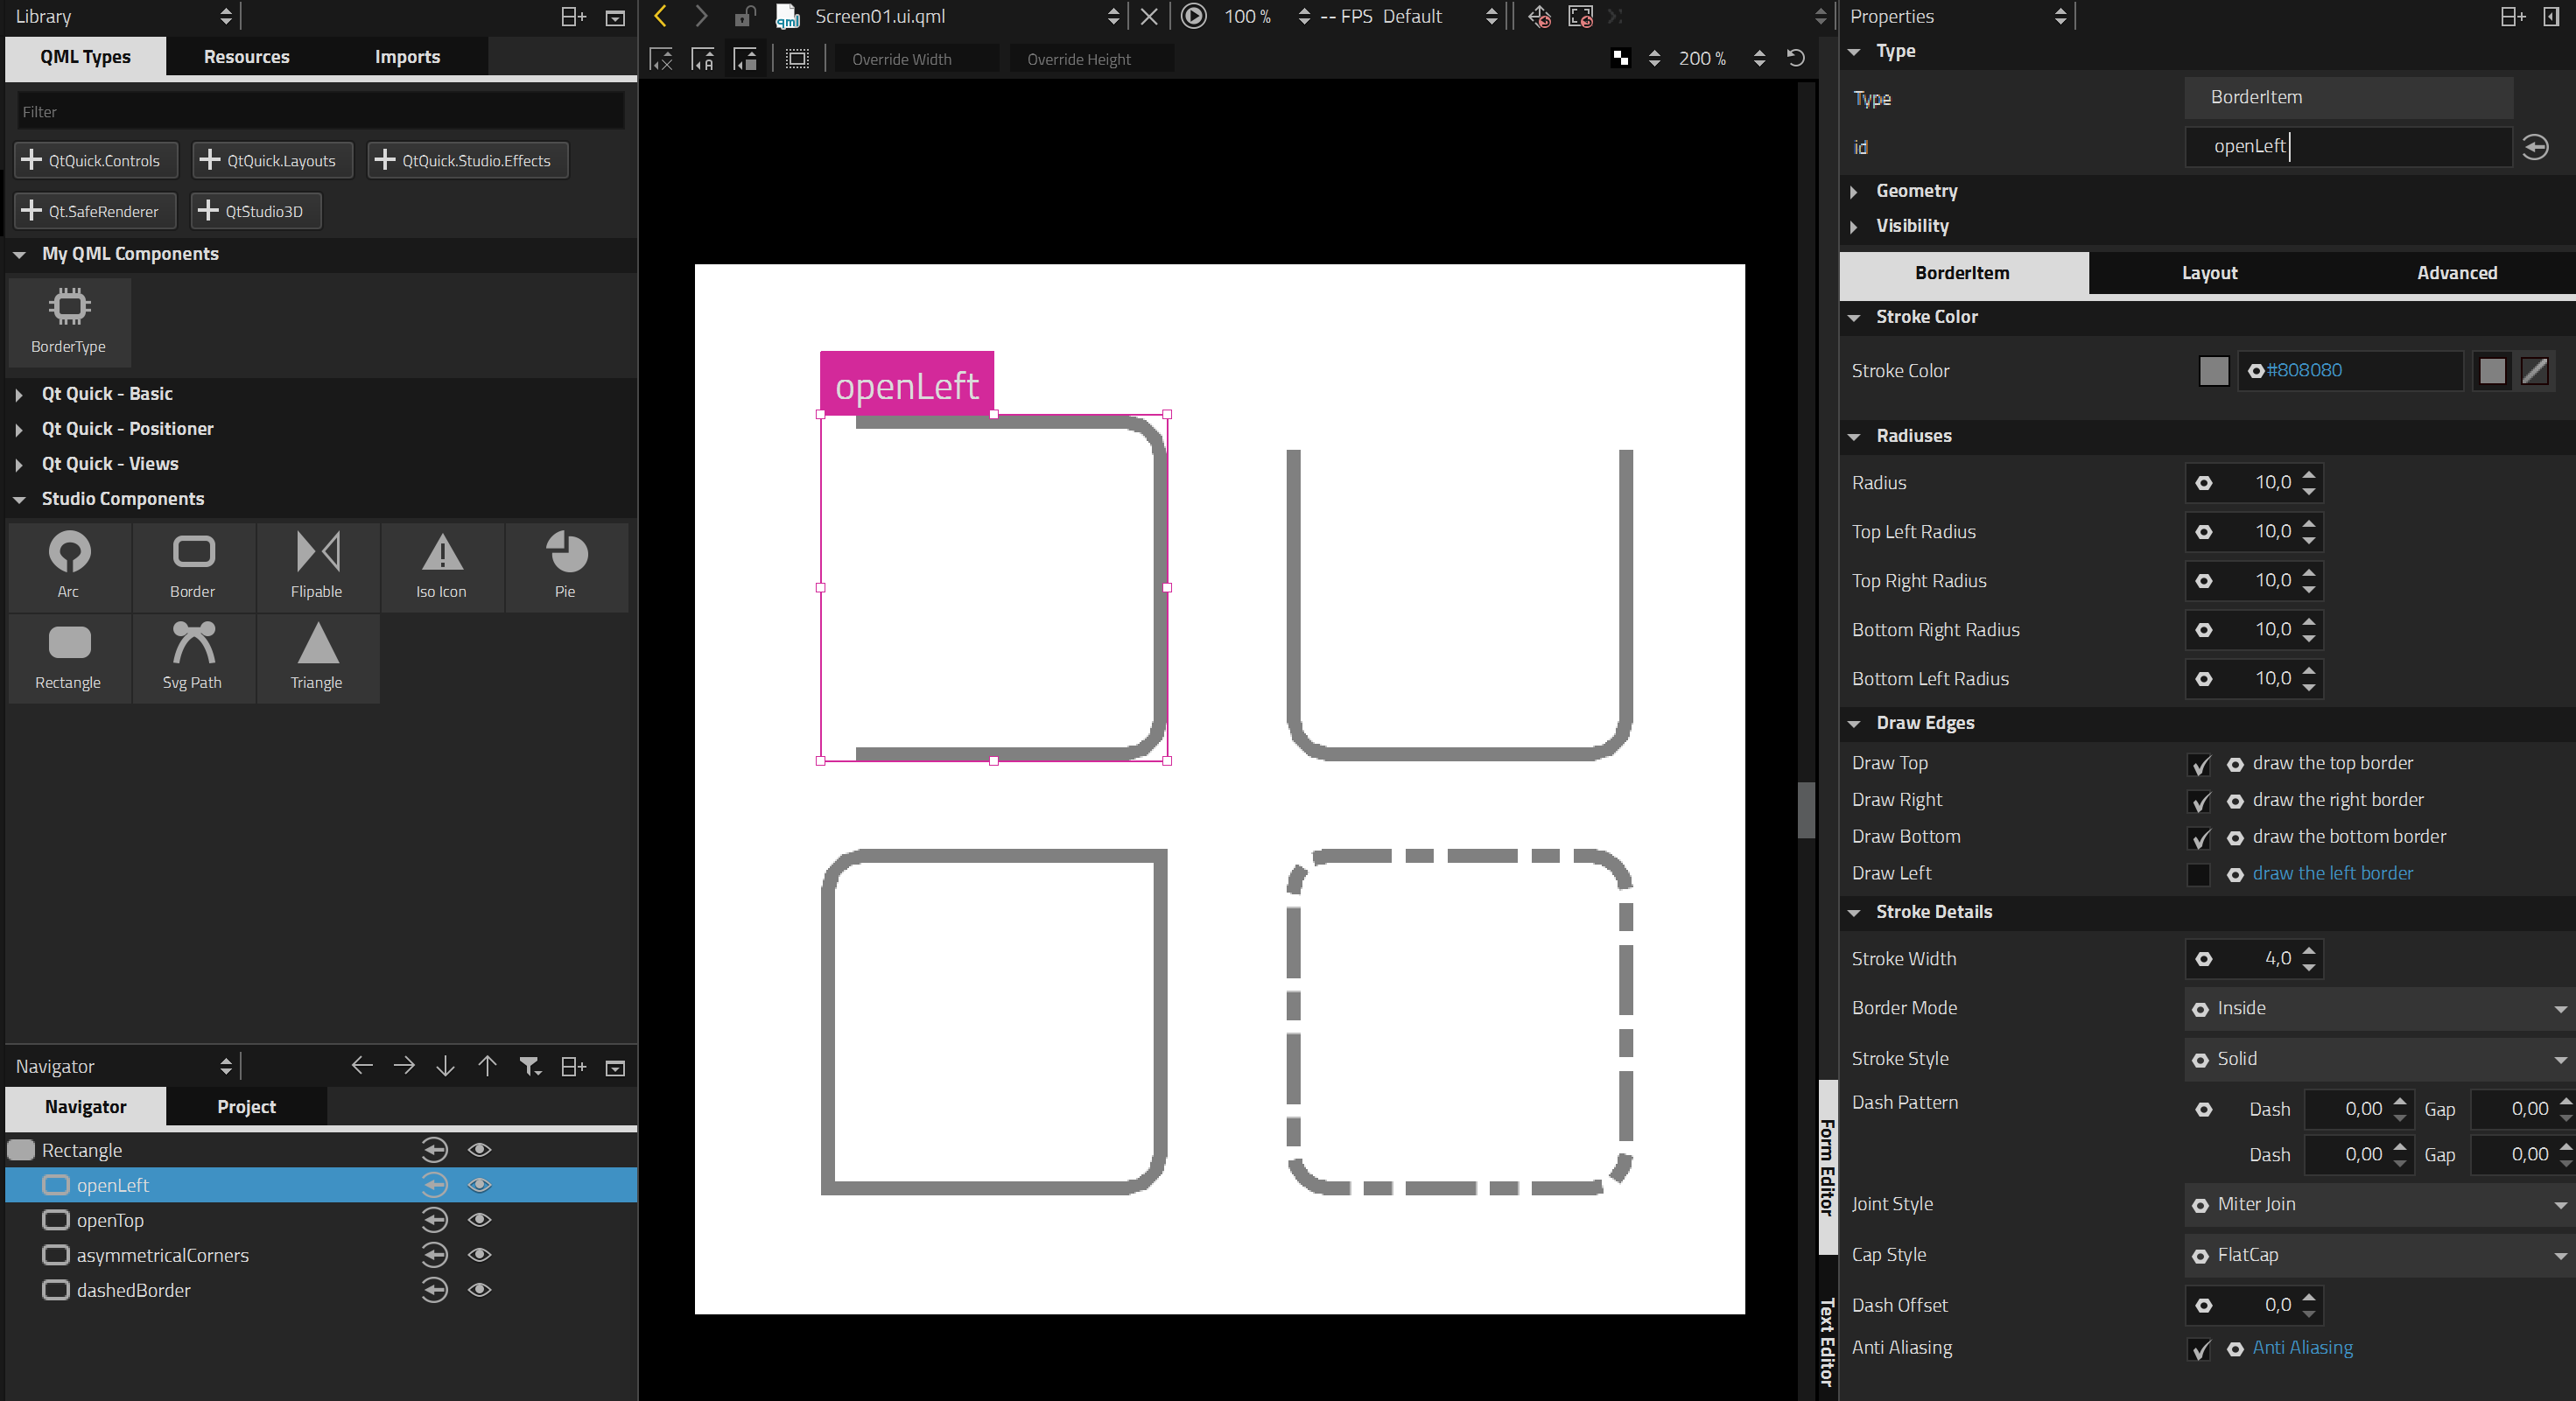 Library
QML Types
Resources
Imports
Filter
QtQuick.Controls
QtQuick.Layouts
QtQuick.Studio.Effects
Qt.SafeRenderer
QtStudio3D
My QML Components
BorderType
Qt Quick - Basic
Qt Quick - Positioner
Qt Quick - Views
Studio Components
Arc
Border
Flipable
Iso Icon
Pie
Rectangle
Svg Path
Triangle
Navigator
Navigator
Project
Rectangle
openLeft
openTop
asymmetricalCorners
dashedBorder
qml
Screen01.ui.qml
100 %
-- FPS
Default
A
Override Width
Override Height
200 %
openLeft
Form Editor
Text Editor
Properties
Type
Type BorderItem
id openLeft
Geometry
Visibility
BorderItem
Layout
Advanced
Stroke Color
Stroke Color #808080
Radiuses
Radius 10,0
Top Left Radius 10,0
Top Right Radius 10,0
Bottom Right Radius 10,0
Bottom Left Radius 10,0
Draw Edges
Draw Top draw the top border
Draw Right draw the right border
Draw Bottom draw the bottom border
Draw Left draw the left border
Stroke Details
Stroke Width 4,0
Border Mode Inside
Stroke Style Solid
Dash Pattern Dash 0,00 Gap 0,00
Dash 0,00 Gap 0,00
Joint Style Miter Join
Cap Style FlatCap
Dash Offset 0,0
Anti Aliasing Anti Aliasing